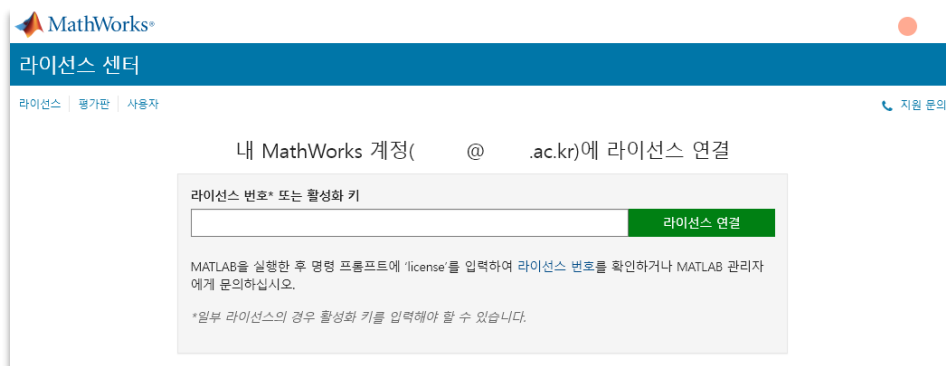 MathWorks®
라이선스 센터
라이선스 평가판 사용자
지원 문의
내 MathWorks 계정( @ .ac.kr)에 라이선스 연결
라이선스 번호* 또는 활성화 키
라이선스 연결
MATLAB을 실행한 후 명령 프롬프트에 'license'를 입력하여 라이선스 번호를 확인하거나 MATLAB 관리자
에게 문의하십시오.
*일부 라이선스의 경우 활성화 키를 입력해야 할 수 있습니다.